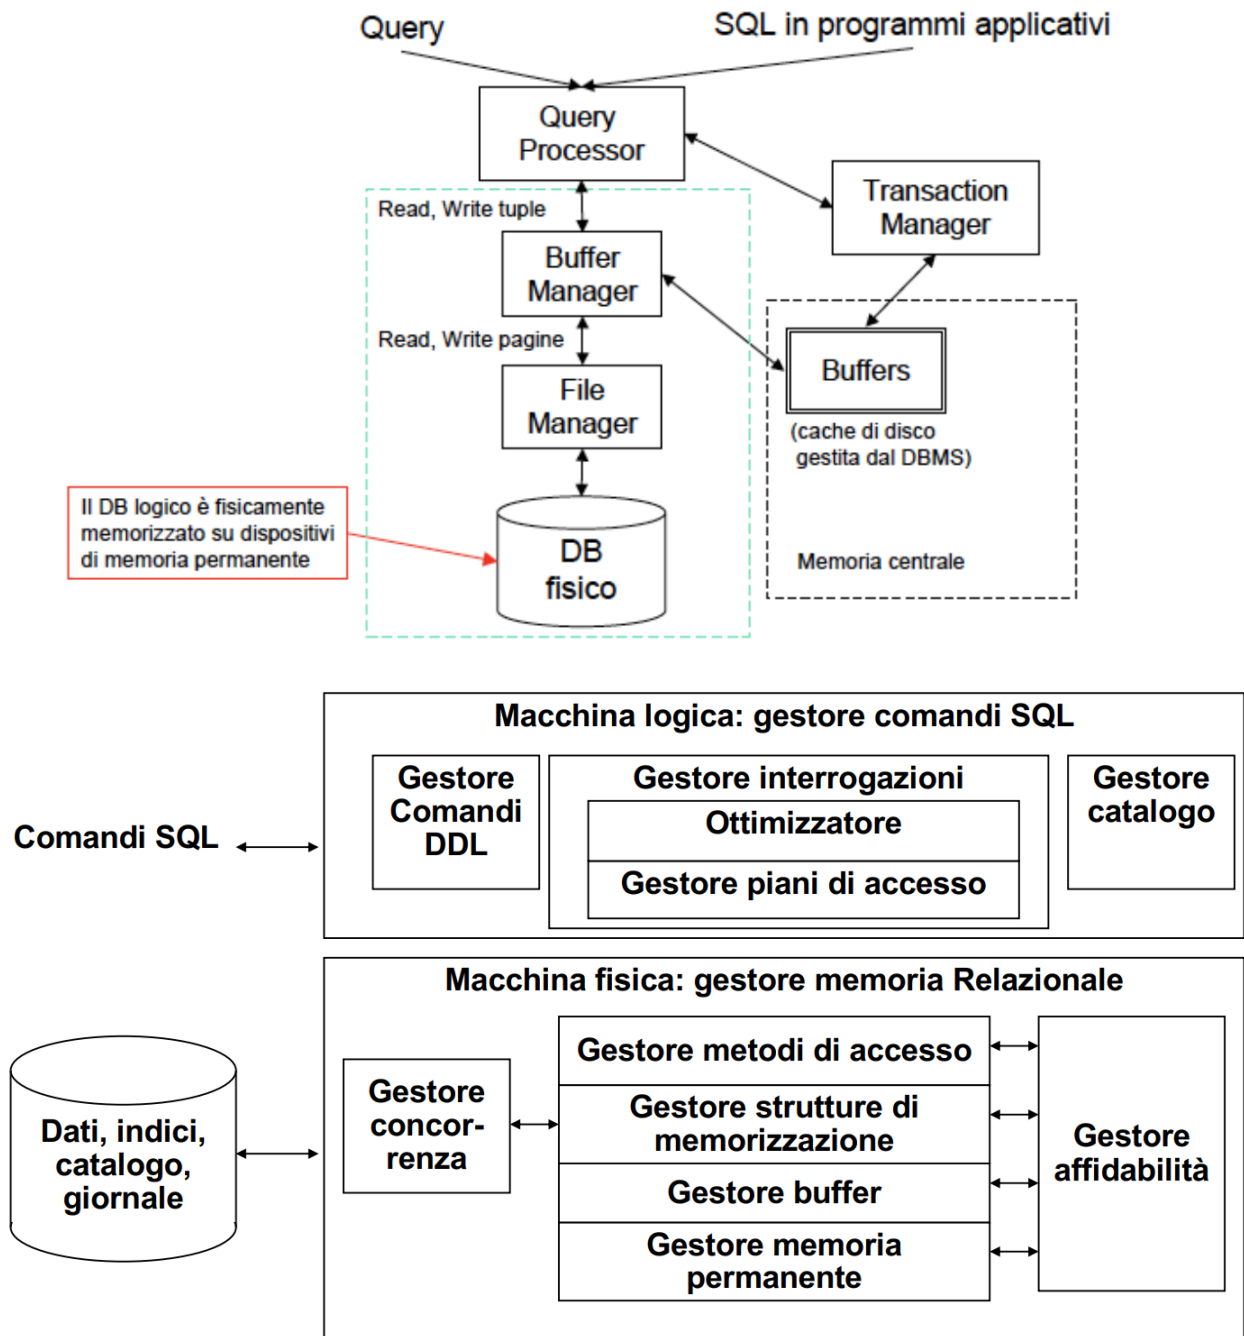 Query
SQL in programmi applicativi
Query
Processor
Transaction
Manager
Read, Write tuple
Buffer
Manager
Read, Write pagine
Buffers
File
Manager
(cache di disco
gestita dal DBMS)
Il DB logico è fisicamente
memorizzato su dispositivi
di memoria permanente
DB
fisico
Memoria centrale
Macchina logica: gestore comandi SQL
Comandi SQL
Gestore
Comandi
DDL
Gestore interrogazioni
Ottimizzatore
Gestore piani di accesso
Gestore
catalogo
Macchina fisica: gestore memoria Relazionale
Dati, indici,
catalogo,
giornale
Gestore
concor-
renza
Gestore metodi di accesso
Gestore strutture di
memorizzazione
Gestore buffer
Gestore memoria
permanente
Gestore
affidabilità